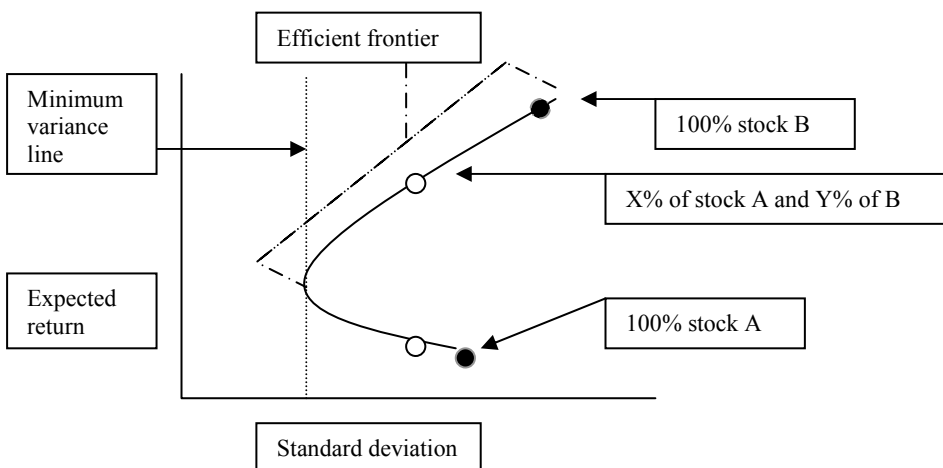 Efficient frontier
Minimum
variance
line
100% stock B
X% of stock A and Y% of B
Expected
return
100% stock A
Standard deviation